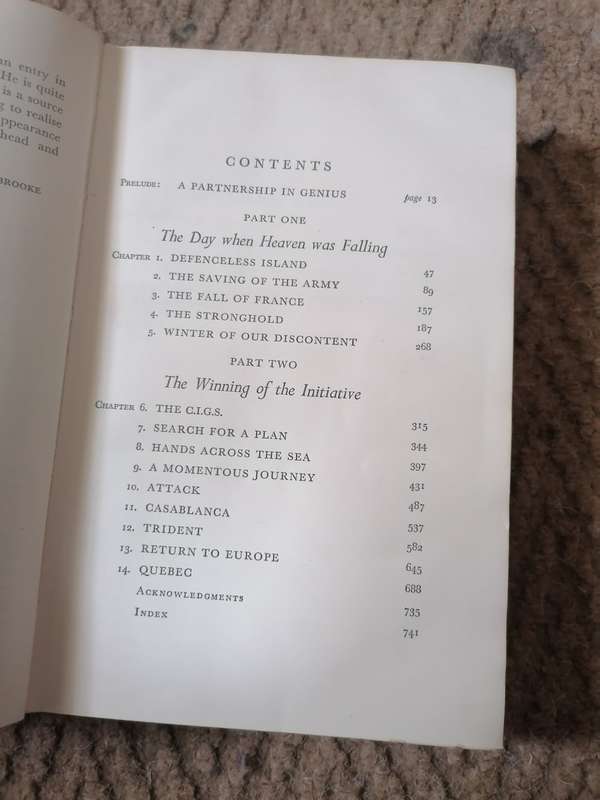 an entry in
He is quite
is a source
g to realise
ppearance
head and
BROOKE
CONTENTS
PRELUDE: A PARTNERSHIP IN GENIUS page 13
PART ONE
The Day when Heaven was Falling
CHAPTER 1. DEFENCELESS ISLAND 47
2. THE SAVING OF THE ARMY 89
3. THE FALL OF FRANCE 157
4. THE STRONGHOLD 187
5. WINTER OF OUR DISCONTENT 268
PART TWO
The Winning of the Initiative
CHAPTER 6. THE C.I.G.S. 315
7. SEARCH FOR A PLAN 344
8. HANDS ACROSS THE SEA 397
9. A MOMENTOUS JOURNEY 431
10. ATTACK 487
11. CASABLANCA 537
12. TRIDENT 582
13. RETURN TO EUROPE 645
14. QUEBEC 688
ACKNOWLEDGMENTS 735
INDEX 741